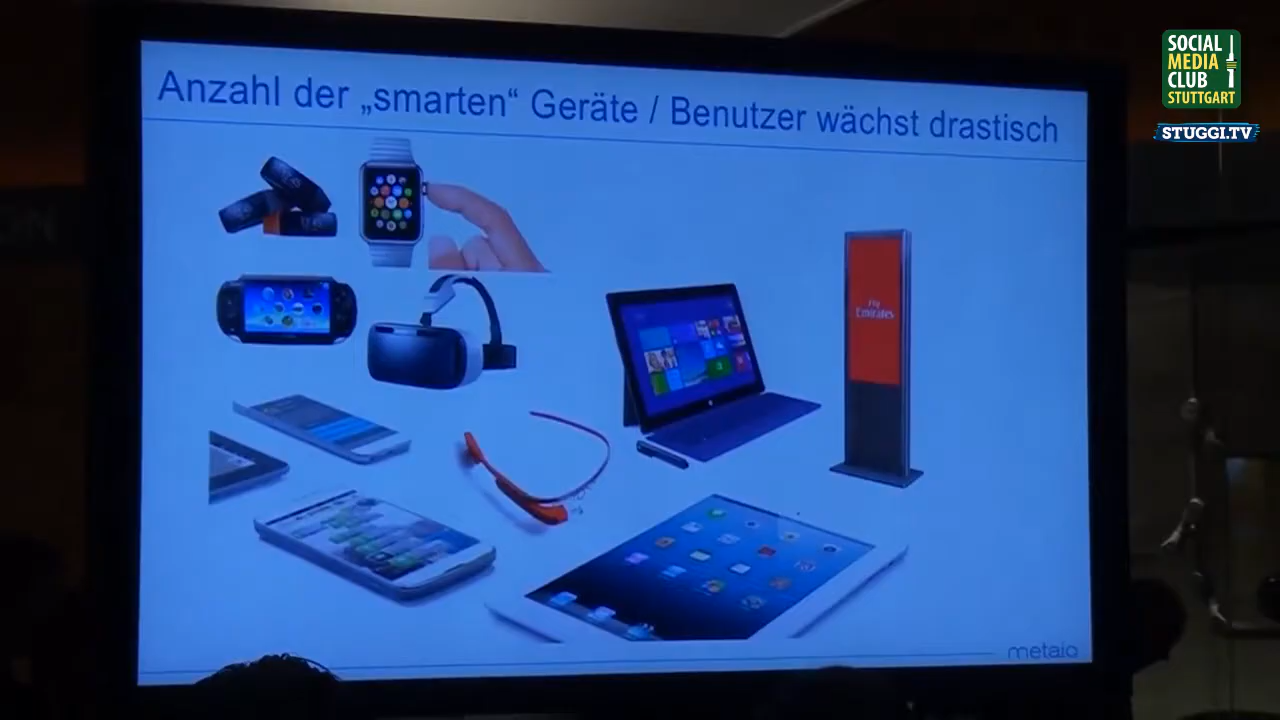 Anzahl der „smarten“ Geräte / Benutzer wächst drastisch
SOCIAL
MEDIA
CLUB
STUTTGART
STUGGI.TV
Fly
Emirates
metaio